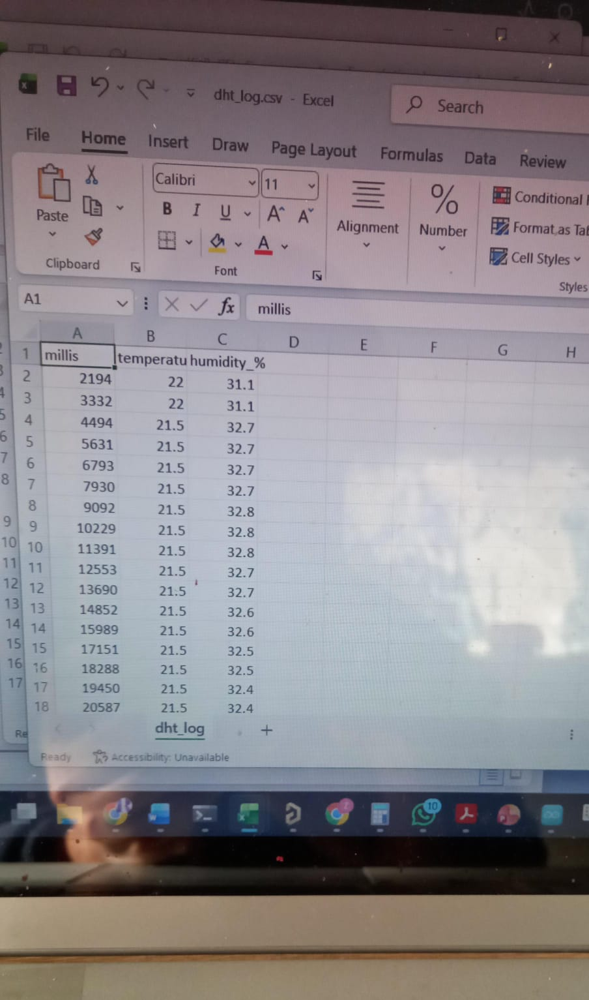 dht_log.csv - Excel
Search
File Home Insert Draw Page Layout Formulas Data Review
Calibri 11
Paste
B I U A A
A
Alignment
Number
Conditional
Format as Tab
Cell Styles
Clipboard
Font
Styles
A1 fx millis
A B C D E F G H
1 millis temperatu humidity_%
2 2194 22 31.1
3 3332 22 31.1
4 4494 21.5 32.7
5 5631 21.5 32.7
6 6793 21.5 32.7
7 7930 21.5 32.7
8 9092 21.5 32.8
9 10229 21.5 32.8
10 11391 21.5 32.8
11 12553 21.5 32.7
12 13690 21.5 32.7
13 14852 21.5 32.6
14 15989 21.5 32.6
15 17151 21.5 32.5
16 18288 21.5 32.5
17 19450 21.5 32.4
18 20587 21.5 32.4
dht_log
Re
Ready Accessibility: Unavailable
10